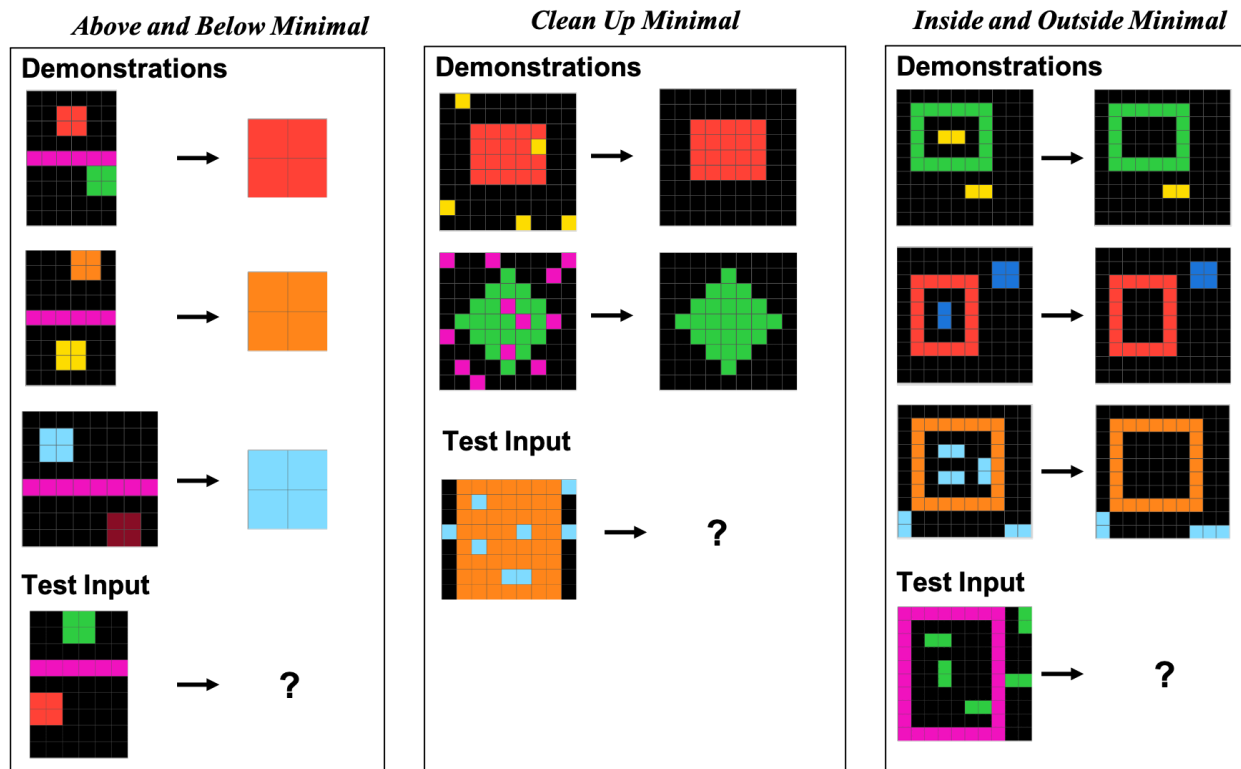 Above and Below Minimal
Demonstrations
Test Input
?
Clean Up Minimal
Demonstrations
Test Input
?
Inside and Outside Minimal
Demonstrations
Test Input
?